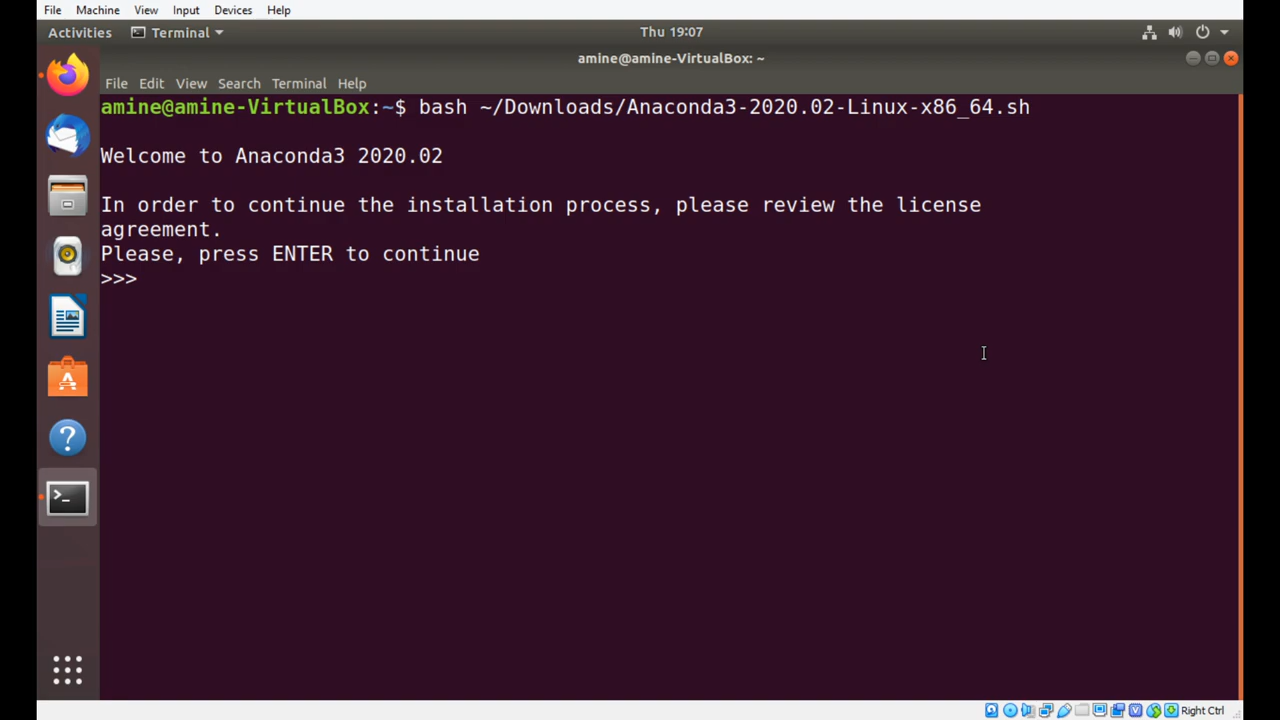 File Machine View Input Devices Help
Activities Terminal Thu 19:07
amine@amine-VirtualBox: ~
File Edit View Search Terminal Help
amine@amine-VirtualBox:~$ bash ~/Downloads/Anaconda3-2020.02-Linux-x86_64.sh
Welcome to Anaconda3 2020.02
In order to continue the installation process, please review the license
agreement.
Please, press ENTER to continue
>>>
Right Ctrl